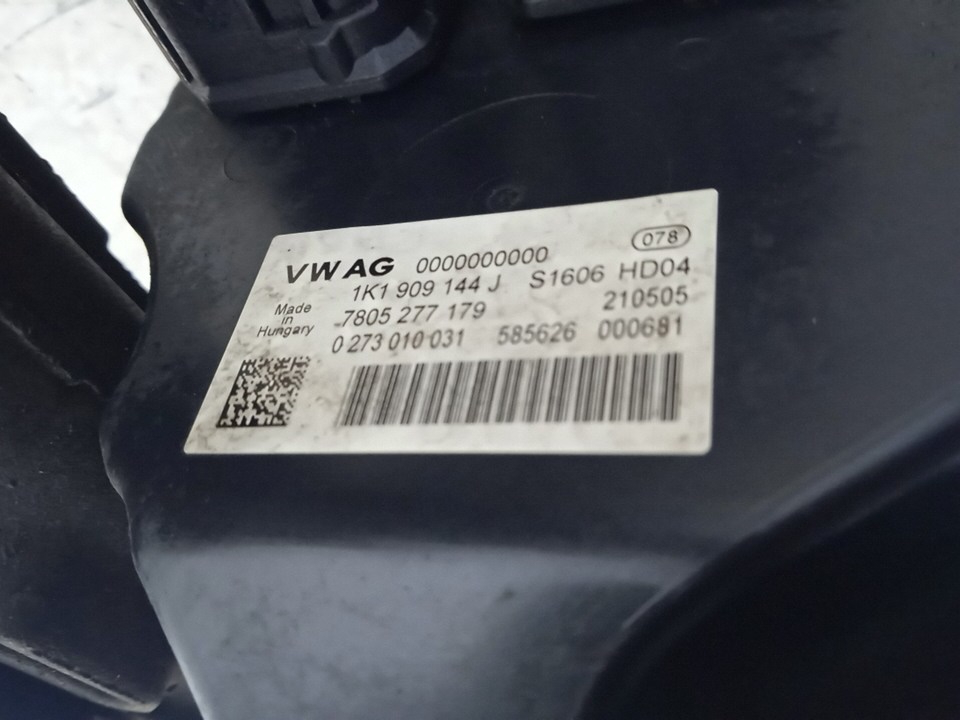 VW AG 0000000000 078
1K1 909 144 J S1606 HD04
Made in Hungary
7805 277 179 210505
0 273 010 031 585626 000681